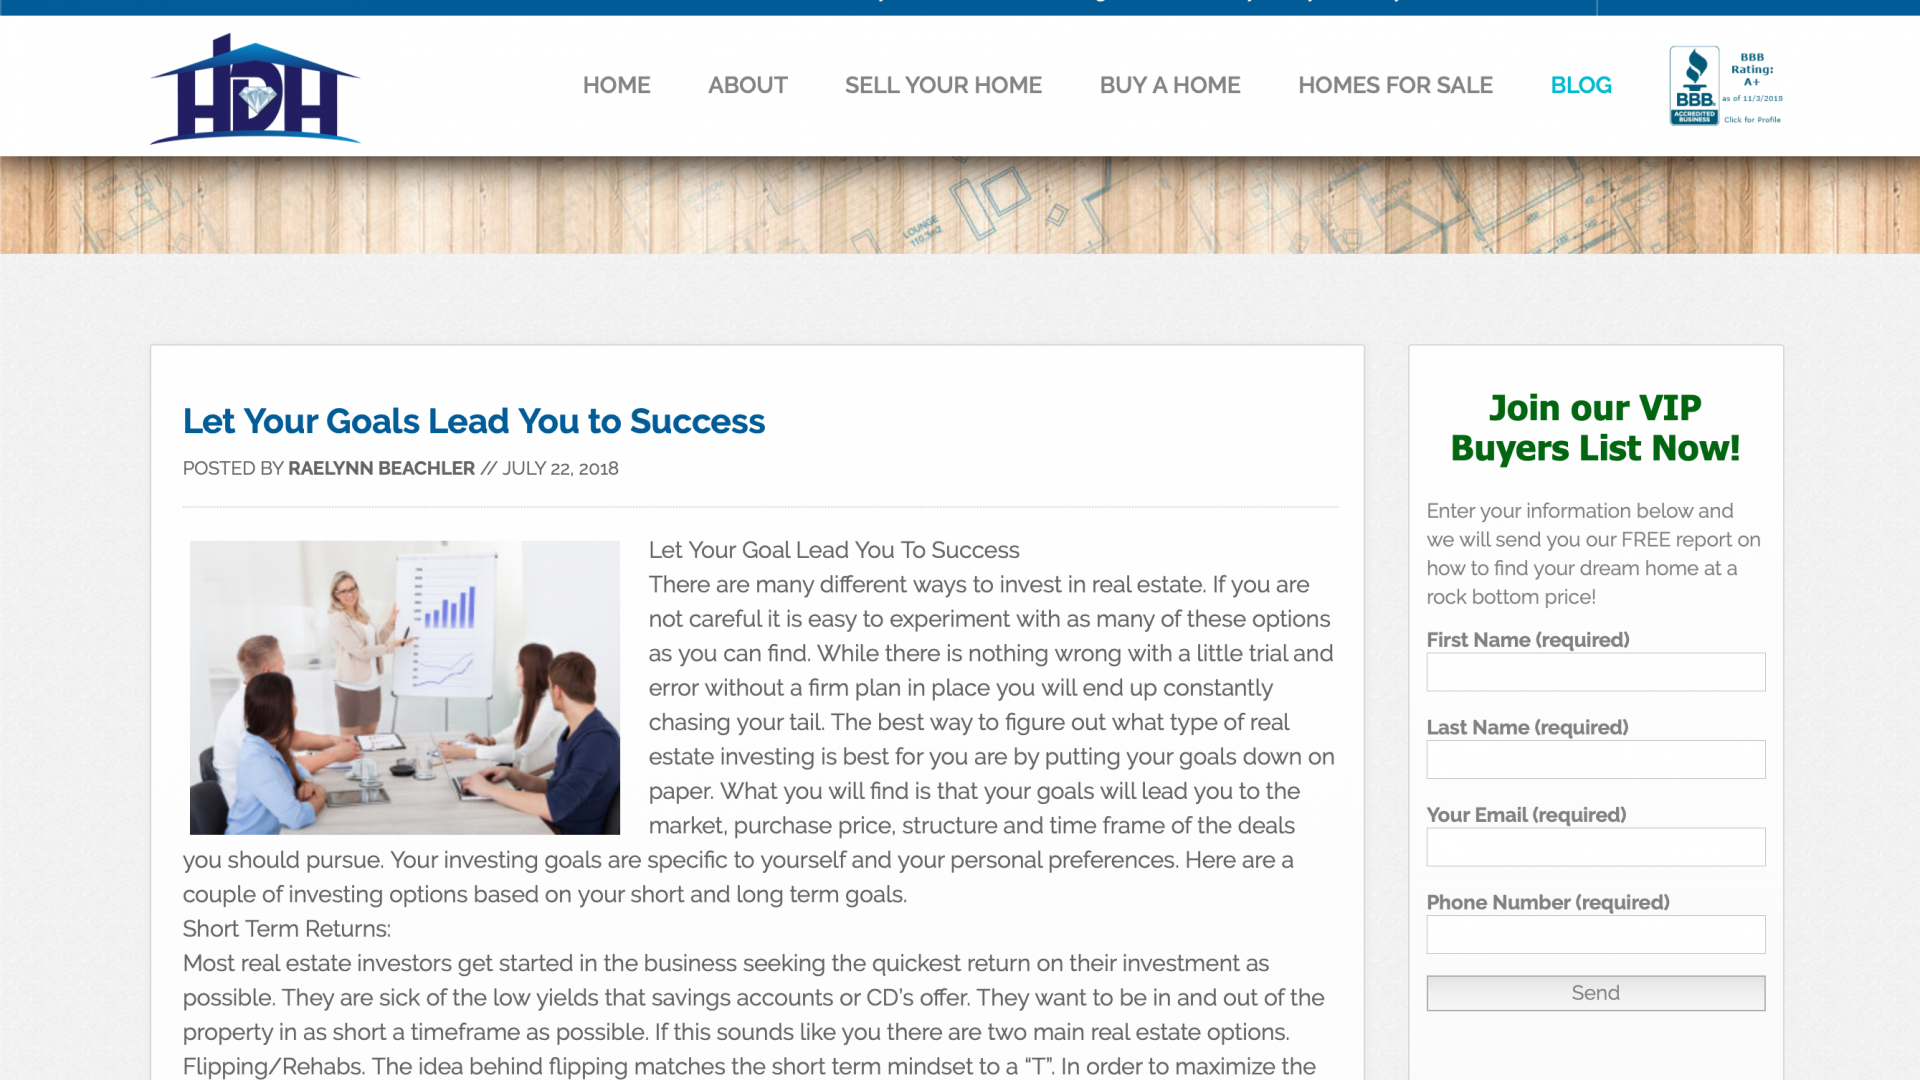 HDH
HOME
ABOUT
SELL YOUR HOME
BUY A HOME
HOMES FOR SALE
BLOG
BBB
Rating:
A+
as of 11/3/2018
Click for Profile
BBB.
ACCREDITED
BUSINESS
LOUNGE
110.3m2
Let Your Goals Lead You to Success
POSTED BY RAELYNN BEACHLER // JULY 22, 2018
Let Your Goal Lead You To Success
There are many different ways to invest in real estate. If you are
not careful it is easy to experiment with as many of these options
as you can find. While there is nothing wrong with a little trial and
error without a firm plan in place you will end up constantly
chasing your tail. The best way to figure out what type of real
estate investing is best for you are by putting your goals down on
paper. What you will find is that your goals will lead you to the
market, purchase price, structure and time frame of the deals
you should pursue. Your investing goals are specific to yourself and your personal preferences. Here are a
couple of investing options based on your short and long term goals.
Short Term Returns:
Most real estate investors get started in the business seeking the quickest return on their investment as
possible. They are sick of the low yields that savings accounts or CD’s offer. They want to be in and out of the
property in as short a timeframe as possible. If this sounds like you there are two main real estate options.
Flipping/Rehabs. The idea behind flipping matches the short term mindset to a “T”. In order to maximize the
Join our VIP
Buyers List Now!
Enter your information below and
we will send you our FREE report on
how to find your dream home at a
rock bottom price!
First Name (required)
Last Name (required)
Your Email (required)
Phone Number (required)
Send